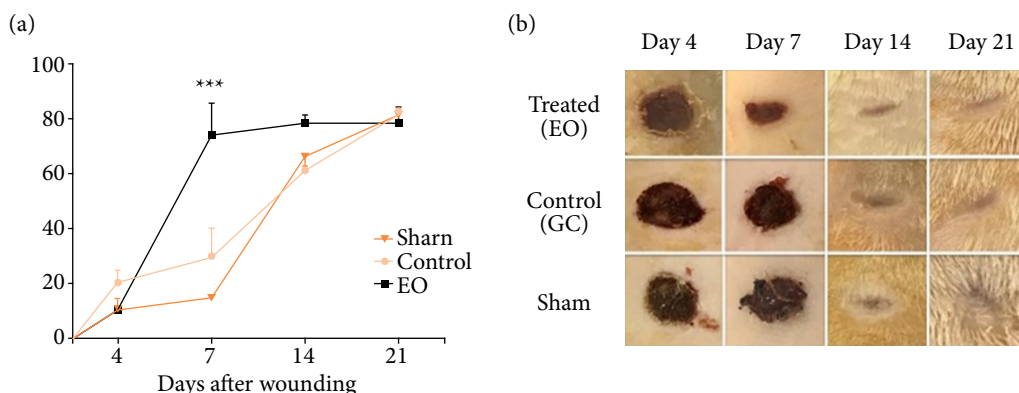 (a)
100
80
60
40
20
0
***
Sharn
Control
EO
4 7 14 21
Days after wounding
(b)
Day 4 Day 7 Day 14 Day 21
Treated
(EO)
Control
(GC)
Sham